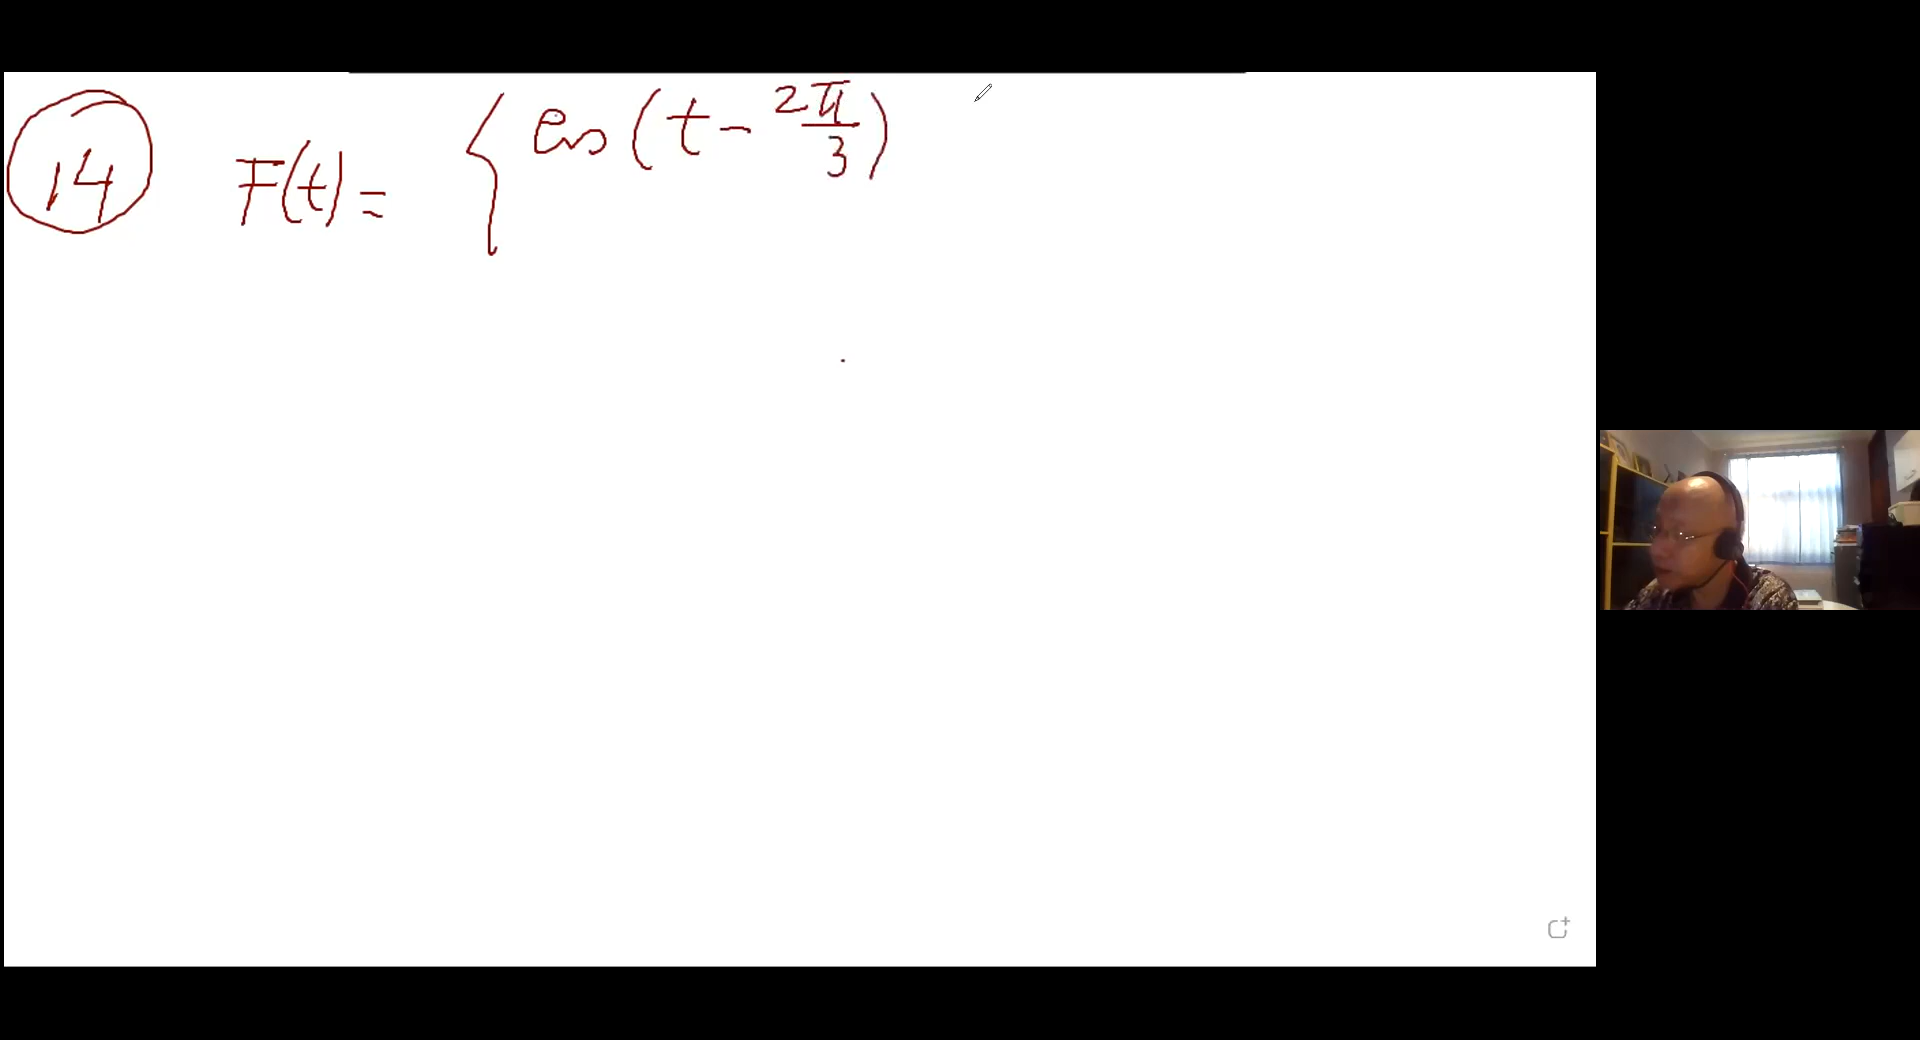 14 F(t) = { cos (t - 2π/3)